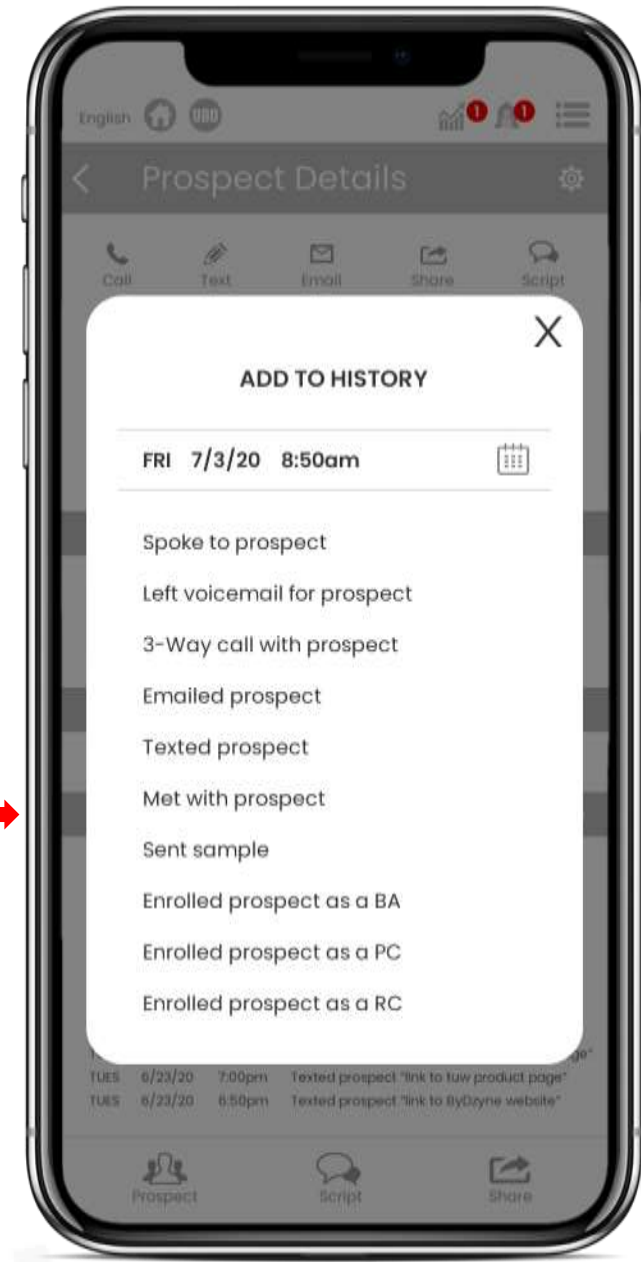 English
1
1
Prospect Details
Call Text Email Share Script
X
ADD TO HISTORY
FRI 7/3/20 8:50am
Spoke to prospect
Left voicemail for prospect
3-Way call with prospect
Emailed prospect
Texted prospect
Met with prospect
Sent sample
Enrolled prospect as a BA
Enrolled prospect as a PC
Enrolled prospect as a RC
TUES 6/23/20 7:00pm Texted prospect "link to tuw product page"
TUES 6/23/20 6:50pm Texted prospect "link to ByDzyne website"
Prospect Script Share